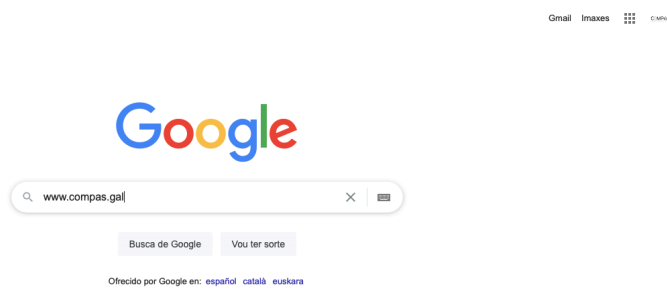 Gmail Imaxes
Google
www.compas.gal
Busca de Google Vou ter sorte
Ofrecido por Google en: español català euskara